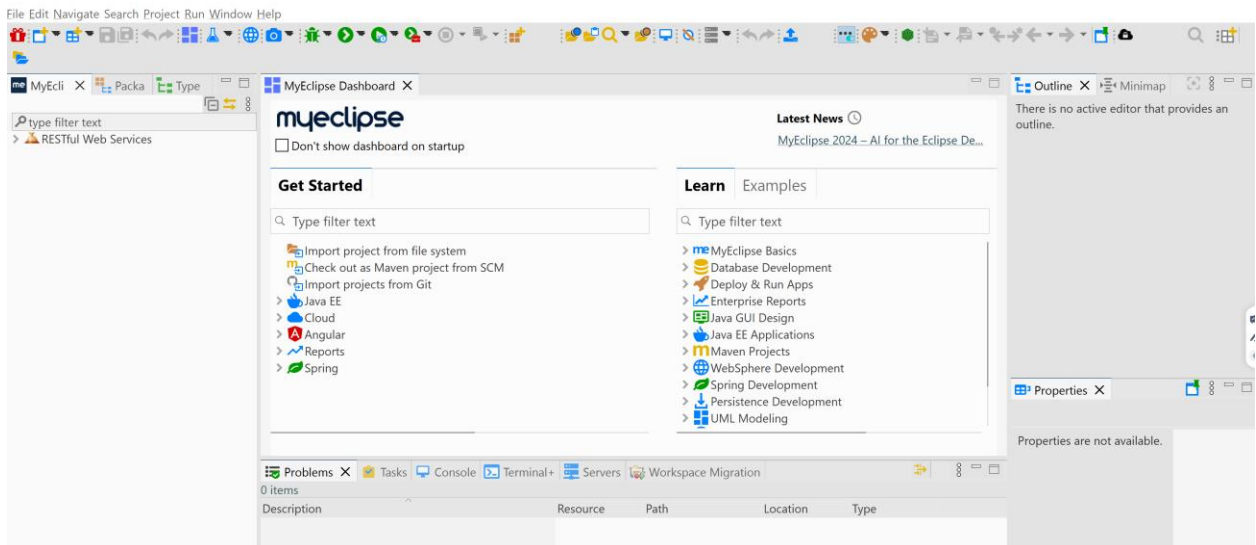 File Edit Navigate Search Project Run Window Help
MyEcli
Packa
Type
type filter text
RESTful Web Services
MyEclipse Dashboard
myeclipse
Don't show dashboard on startup
Latest News
MyEclipse 2024 – AI for the Eclipse De...
Get Started
Type filter text
Import project from file system
Check out as Maven project from SCM
Import projects from Git
Java EE
Cloud
Angular
Reports
Spring
Learn Examples
Type filter text
MyEclipse Basics
Database Development
Deploy & Run Apps
Enterprise Reports
Java GUI Design
Java EE Applications
Maven Projects
WebSphere Development
Spring Development
Persistence Development
UML Modeling
Outline Minimap
There is no active editor that provides an
outline.
Properties
Properties are not available.
Problems Tasks Console Terminal+ Servers Workspace Migration
0 items
Description Resource Path Location Type